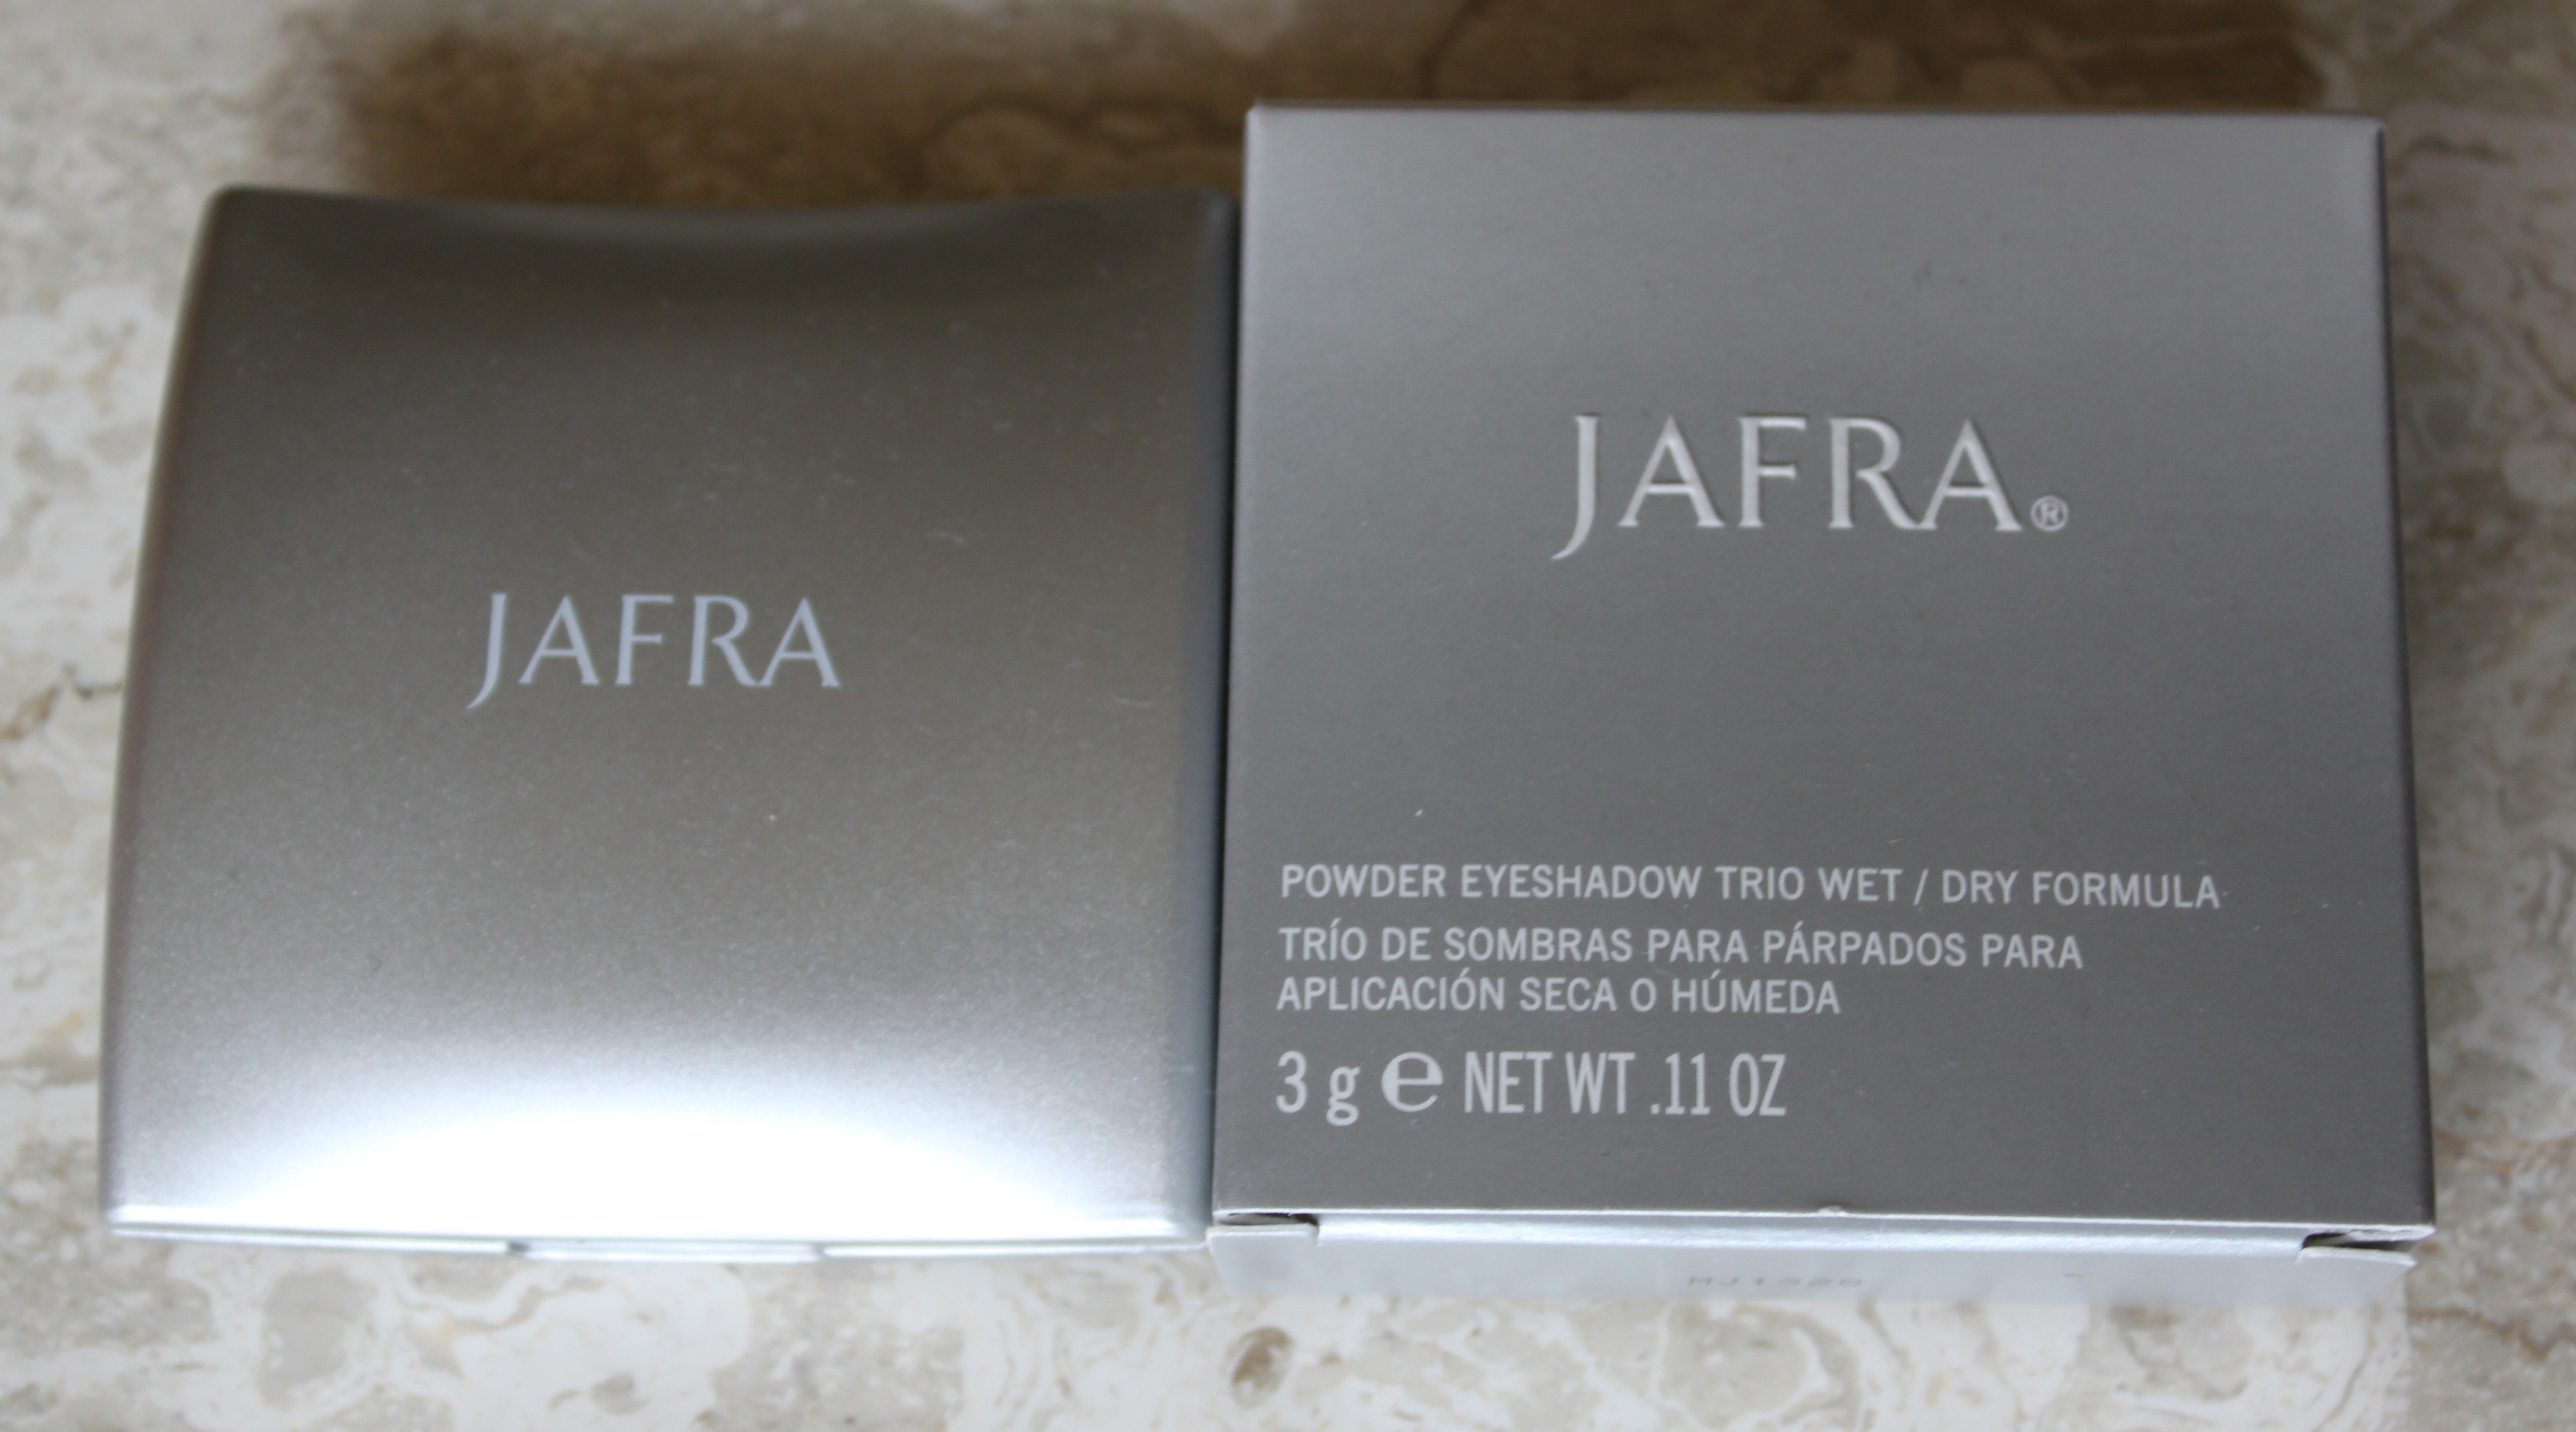 JAFRA
JAFRA®
POWDER EYESHADOW TRIO WET / DRY FORMULA
TRÍO DE SOMBRAS PARA PÁRPADOS PARA
APLICACIÓN SECA O HÚMEDA
3 g ℮ NET WT .11 OZ